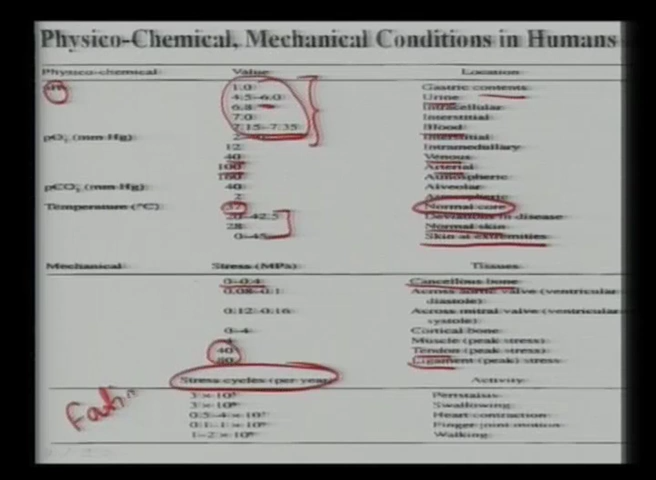 Physico-Chemical, Mechanical Conditions in Humans
Physico-chemical Value Location
pH 1.0 Gastric contents
4.5-6.0 Urine
6.8 Intracellular
7.0 Interstitial
7.15-7.35 Blood
pO₂ (mm Hg) Interstitial
12 Intramedullary
40 Venous
100 Arterial
160 Atmospheric
pCO₂ (mm Hg) 40 Alveolar
2 Atmospheric
Temperature (°C) 37 Normal core
20-42.5 Deviations in disease
28 Normal skin
0-45 Skin at extremities
Mechanical Stress (MPa) Tissues
0-0.4 Cancellous bone
0.08-0.1 Across aortic valve (ventricular
diastole)
0.12-0.16 Across mitral valve (ventricular
systole)
0-4 Cortical bone
4 Muscle (peak stress)
40 Tendon (peak stress)
80 Ligament (peak) stress
Stress cycles (per year) Activity
Peristalsis
Swallowing
Heart contraction
Finger joint motion
Walking
Fati